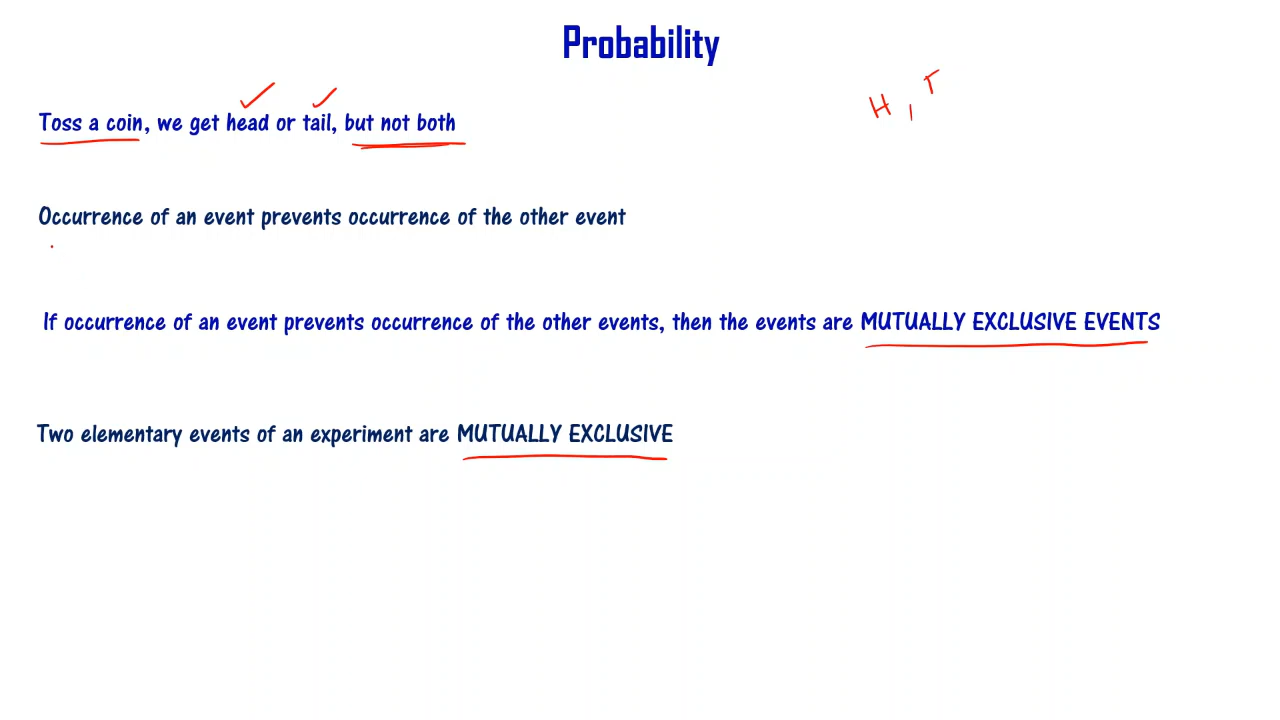 Probability
H , T
Toss a coin, we get head or tail, but not both
Occurrence of an event prevents occurrence of the other event
If occurrence of an event prevents occurrence of the other events, then the events are MUTUALLY EXCLUSIVE EVENTS
Two elementary events of an experiment are MUTUALLY EXCLUSIVE